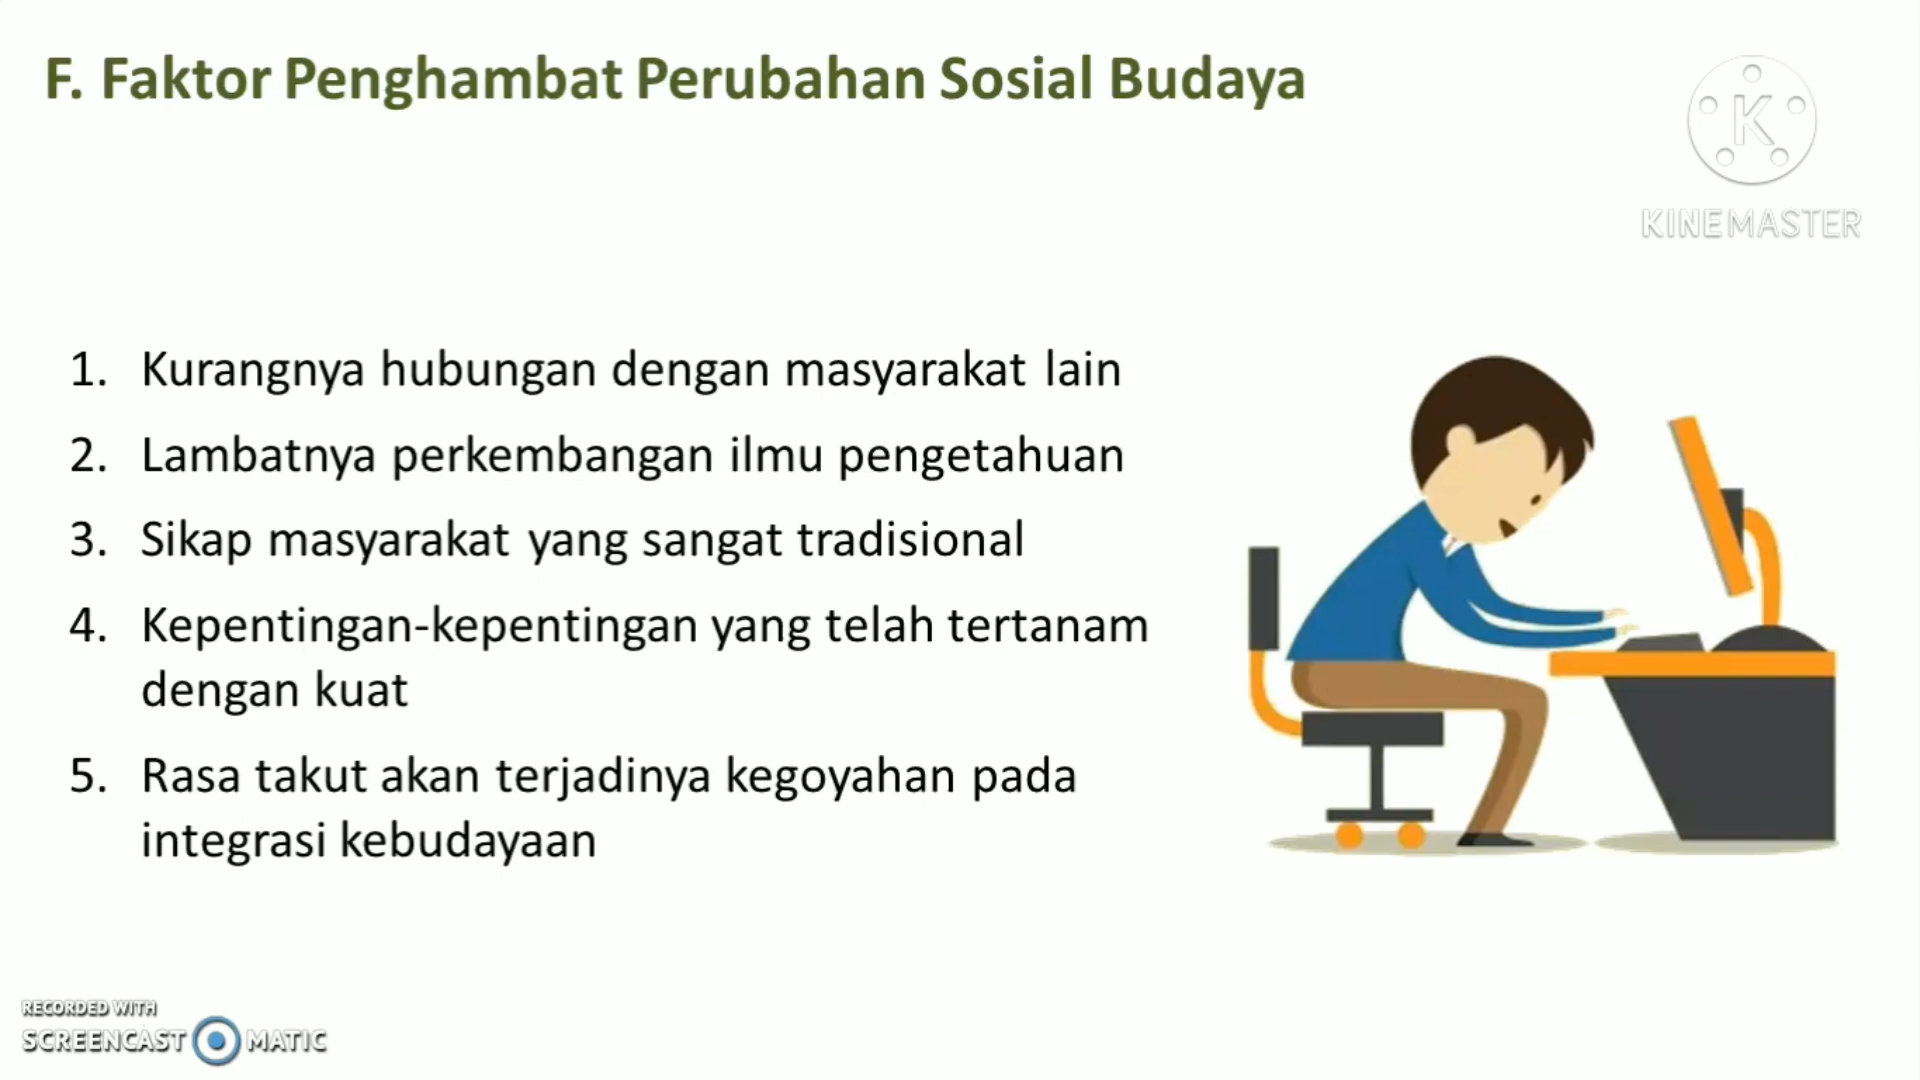 F. Faktor Penghambat Perubahan Sosial Budaya
K
KINEMASTER
1. Kurangnya hubungan dengan masyarakat lain
2. Lambatnya perkembangan ilmu pengetahuan
3. Sikap masyarakat yang sangat tradisional
4. Kepentingan-kepentingan yang telah tertanam
dengan kuat
5. Rasa takut akan terjadinya kegoyahan pada
integrasi kebudayaan
RECORDED WITH
SCREENCAST MATIC